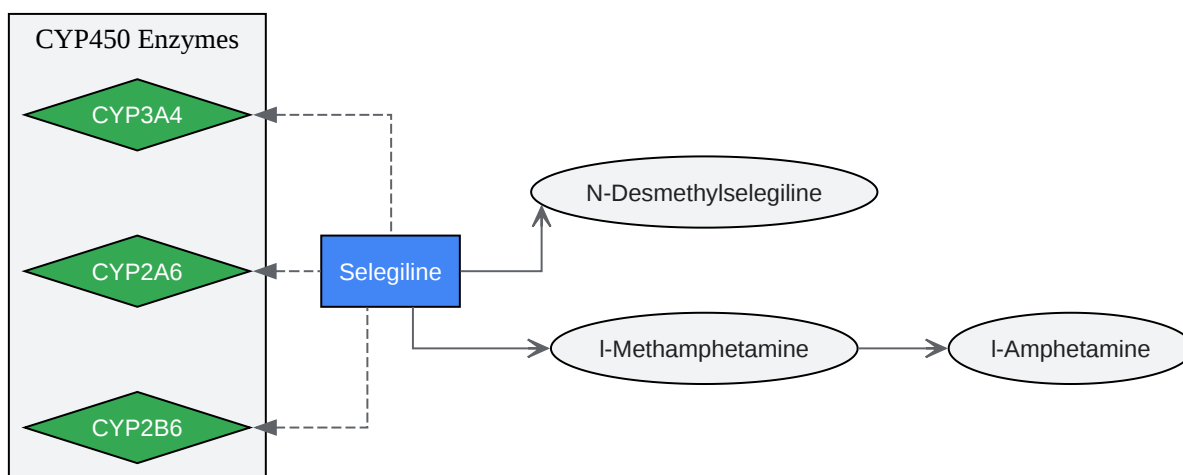 CYP450 Enzymes
CYP3A4
N-Desmethylselegiline
CYP2A6
Selegiline
l-Methamphetamine
l-Amphetamine
CYP2B6